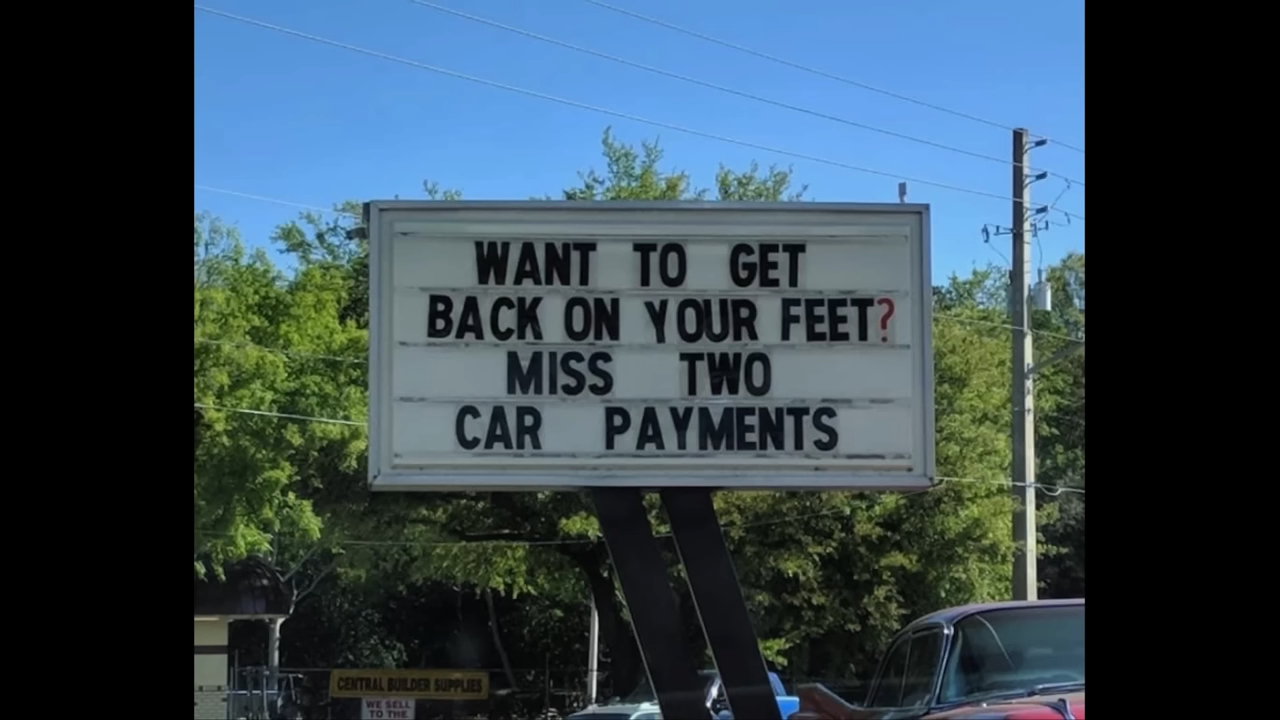 WANT TO GET
BACK ON YOUR FEET?
MISS TWO
CAR PAYMENTS
CENTRAL BUILDER SUPPLIES
WE SELL
TO THE